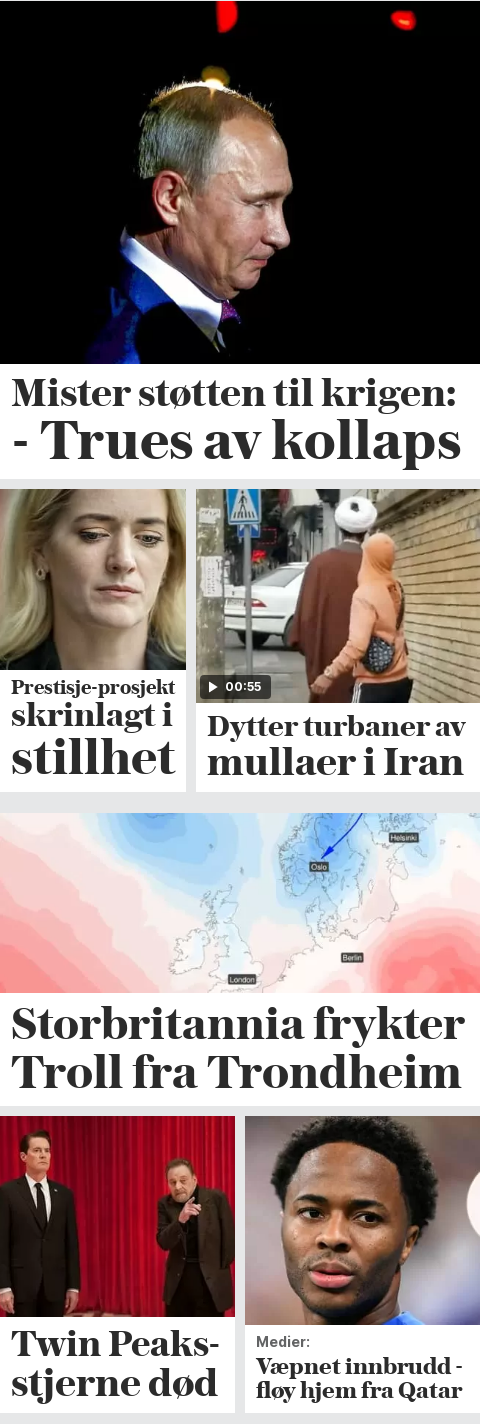 Mister støtten til krigen:
- Trues av kollaps
Prestisje-prosjekt
skrinlagt i
stillhet
00:55
Dytter turbaner av
mullaer i Iran
Helsinki
Oslo
Berlin
London
Storbritannia frykter
Troll fra Trondheim
Twin Peaks-
stjerne død
Medier:
Væpnet innbrudd -
fløy hjem fra Qatar